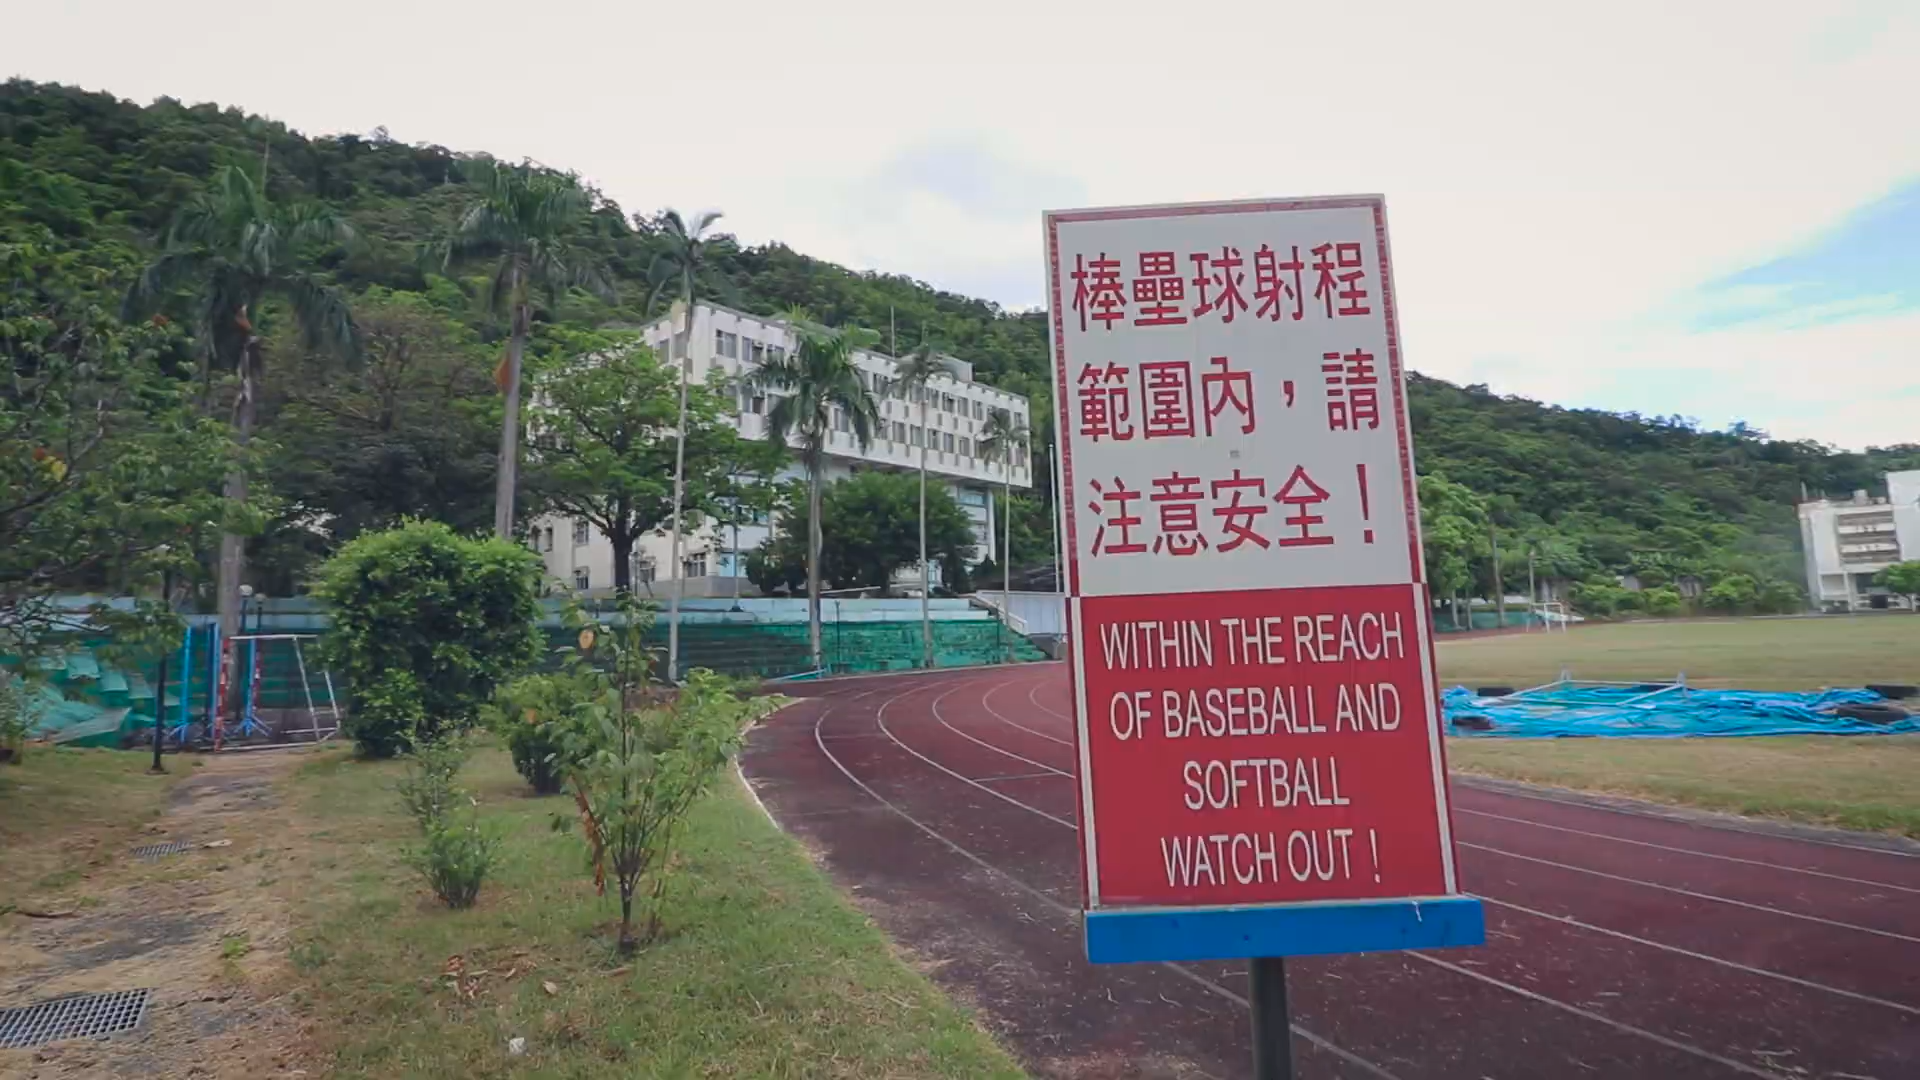 棒壘球射程
範圍內，請
注意安全！
WITHIN THE REACH
OF BASEBALL AND
SOFTBALL
WATCH OUT！